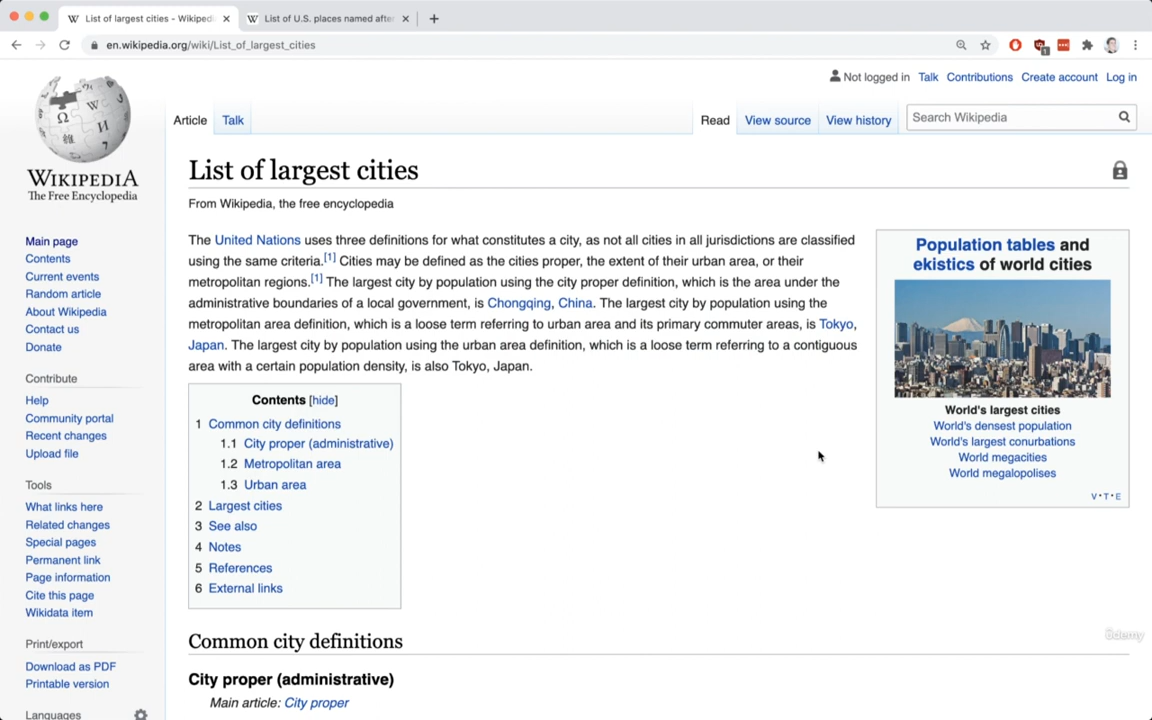 List of largest cities - Wikipedi
List of U.S. places named after
en.wikipedia.org/wiki/List_of_largest_cities
Not logged in Talk Contributions Create account Log in
Article Talk Read View source View history Search Wikipedia
WIKIPEDIA
The Free Encyclopedia
Main page
Contents
Current events
Random article
About Wikipedia
Contact us
Donate
Contribute
Help
Community portal
Recent changes
Upload file
Tools
What links here
Related changes
Special pages
Permanent link
Page information
Cite this page
Wikidata item
Print/export
Download as PDF
Printable version
Languages
List of largest cities
From Wikipedia, the free encyclopedia
The United Nations uses three definitions for what constitutes a city, as not all cities in all jurisdictions are classified
using the same criteria.[1] Cities may be defined as the cities proper, the extent of their urban area, or their
metropolitan regions.[1] The largest city by population using the city proper definition, which is the area under the
administrative boundaries of a local government, is Chongqing, China. The largest city by population using the
metropolitan area definition, which is a loose term referring to urban area and its primary commuter areas, is Tokyo,
Japan. The largest city by population using the urban area definition, which is a loose term referring to a contiguous
area with a certain population density, is also Tokyo, Japan.
Population tables and
ekistics of world cities
World's largest cities
World's densest population
World's largest conurbations
World megacities
World megalopolises
V·T·E
Contents [hide]
1 Common city definitions
1.1 City proper (administrative)
1.2 Metropolitan area
1.3 Urban area
2 Largest cities
3 See also
4 Notes
5 References
6 External links
Common city definitions
City proper (administrative)
Main article: City proper
ûdemy